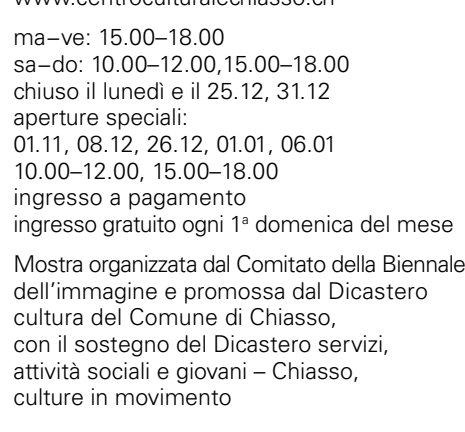 www.centroculturalechiasso.ch
ma–ve: 15.00–18.00
sa–do: 10.00–12.00,15.00–18.00
chiuso il lunedì e il 25.12, 31.12
aperture speciali:
01.11, 08.12, 26.12, 01.01, 06.01
10.00–12.00, 15.00–18.00
ingresso a pagamento
ingresso gratuito ogni 1ª domenica del mese
Mostra organizzata dal Comitato della Biennale
dell’immagine e promossa dal Dicastero
cultura del Comune di Chiasso,
con il sostegno del Dicastero servizi,
attività sociali e giovani – Chiasso,
culture in movimento